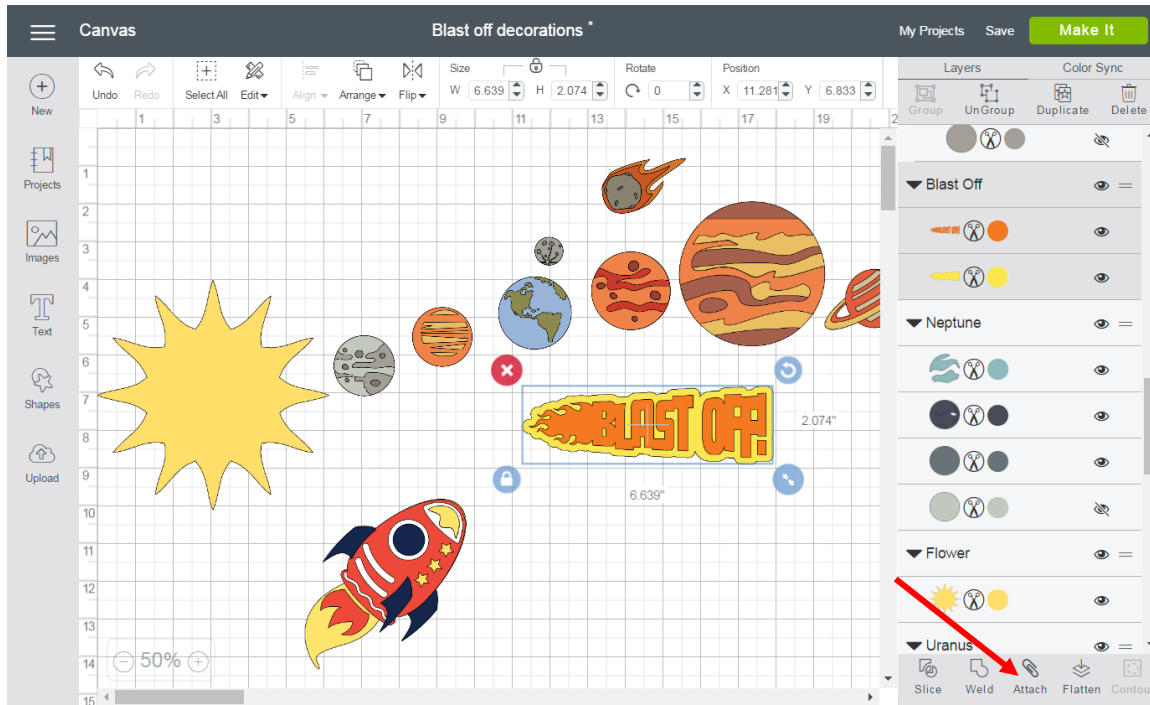 Canvas
Blast off decorations *
My Projects Save Make It
Undo Redo Select All Edit Align Arrange Flip
Size W 6.639 H 2.074
Rotate 0
Position X 11.281 Y 6.833
Layers Color Sync
Group UnGroup Duplicate Delete
New
Projects
Images
Text
Shapes
Upload
1 3 5 7 9 11 13 15 17 19 2
1
2
3
4
5
6
7
8
9
10
11
12
13
14
15
BLAST OFF!
2.074"
6.639"
50%
Blast Off
Neptune
Flower
Uranus
Slice Weld Attach Flatten Contou